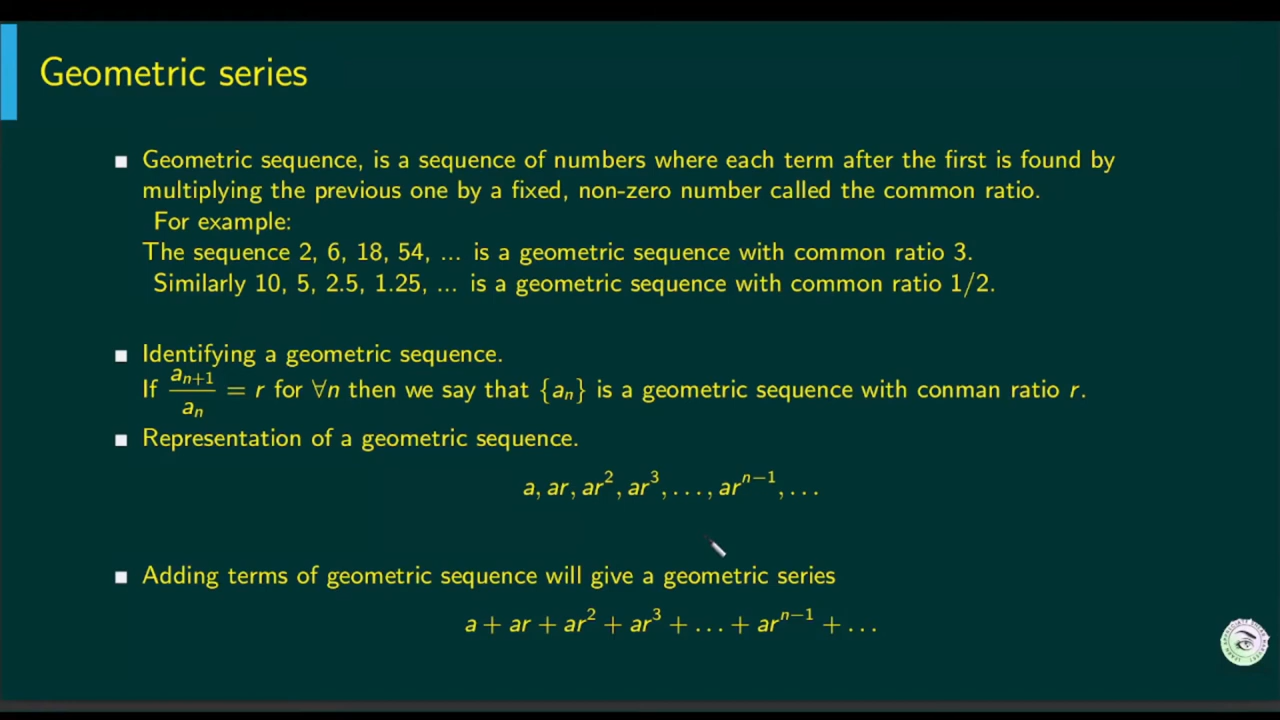 Geometric series
Geometric sequence, is a sequence of numbers where each term after the first is found by
multiplying the previous one by a fixed, non-zero number called the common ratio.
For example:
The sequence 2, 6, 18, 54, ... is a geometric sequence with common ratio 3.
Similarly 10, 5, 2.5, 1.25, ... is a geometric sequence with common ratio 1/2.
Identifying a geometric sequence.
If \frac{a_{n+1}}{a_n} = r for ∀n then we say that {a_n} is a geometric sequence with conman ratio r.
Representation of a geometric sequence.
a, ar, ar^2, ar^3, ..., ar^{n−1}, ...
Adding terms of geometric sequence will give a geometric series
a + ar + ar^2 + ar^3 + ... + ar^{n−1} + ...